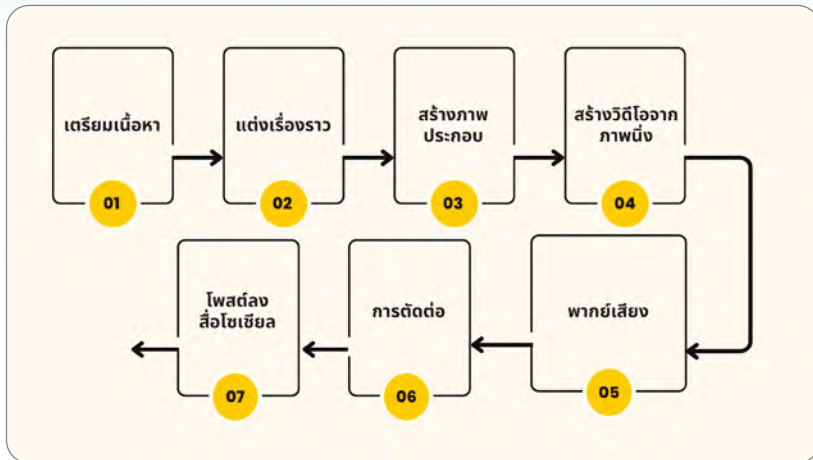 เตรียมเนื้อหา
01
แต่งเรื่องราว
02
สร้างภาพ
ประกอบ
03
สร้างวิดีโอจาก
ภาพนิ่ง
04
พากย์เสียง
05
การตัดต่อ
06
โพสต์ลง
สื่อโซเชียล
07